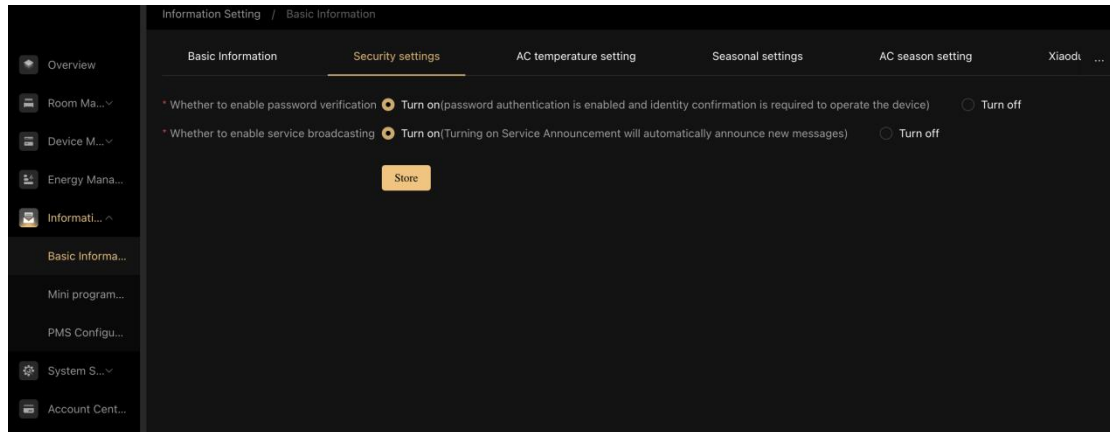 Information Setting / Basic Information
Overview
Room Ma...
Device M...
Energy Mana...
Informati...
Basic Informa...
Mini program...
PMS Configu...
System S...
Account Cent...
Basic Information Security settings AC temperature setting Seasonal settings AC season setting Xiaodu ...
* Whether to enable password verification Turn on(password authentication is enabled and identity confirmation is required to operate the device) Turn off
* Whether to enable service broadcasting Turn on(Turning on Service Announcement will automatically announce new messages) Turn off
Store